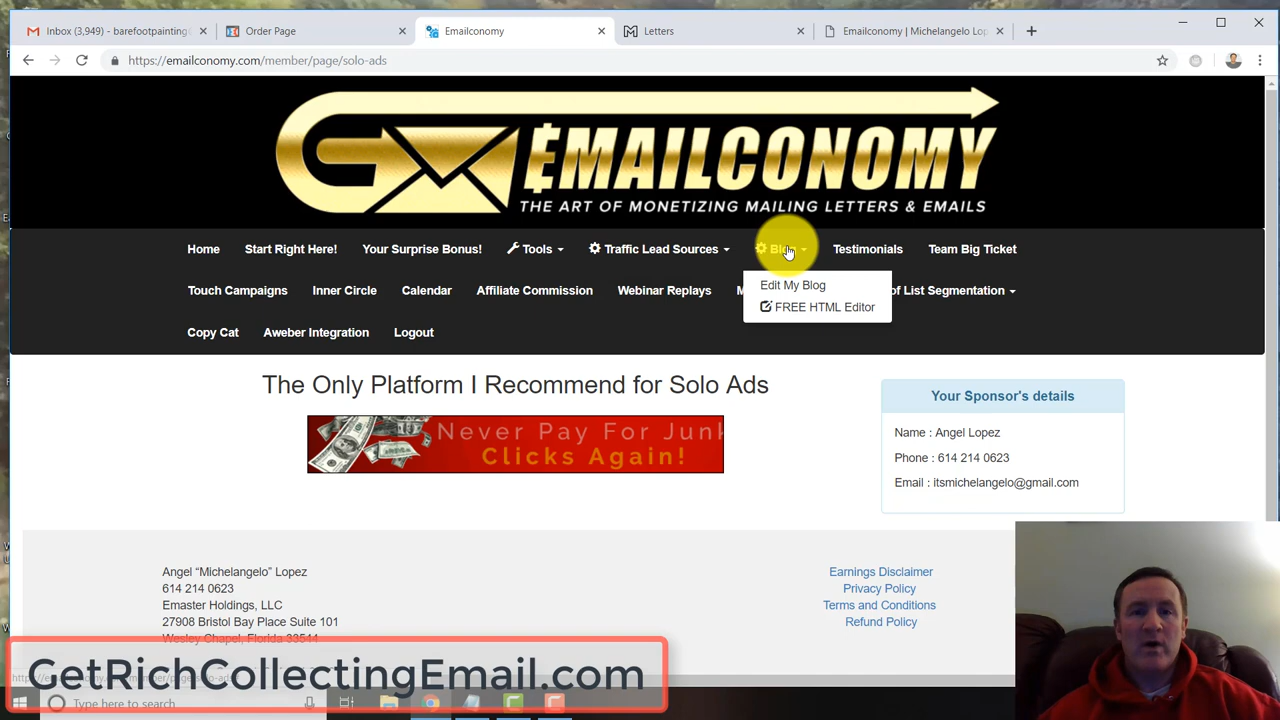 Inbox (3,949) - barefootpainting
Order Page
Emailconomy
Letters
Emailconomy | Michelangelo Lop
https://emailconomy.com/member/page/solo-ads
EMAILCONOMY
THE ART OF MONETIZING MAILING LETTERS & EMAILS
Home Start Right Here! Your Surprise Bonus! Tools Traffic Lead Sources Blog Testimonials Team Big Ticket
Touch Campaigns Inner Circle Calendar Affiliate Commission Webinar Replays M of List Segmentation
Edit My Blog
FREE HTML Editor
Copy Cat Aweber Integration Logout
The Only Platform I Recommend for Solo Ads
Never Pay For Junk
Clicks Again!
Your Sponsor's details
Name : Angel Lopez
Phone : 614 214 0623
Email : itsmichelangelo@gmail.com
Angel “Michelangelo” Lopez
614 214 0623
Emaster Holdings, LLC
27908 Bristol Bay Place Suite 101
Wesley Chapel, Florida 33544
Earnings Disclaimer
Privacy Policy
Terms and Conditions
Refund Policy
GetRichCollectingEmail.com
Type here to search